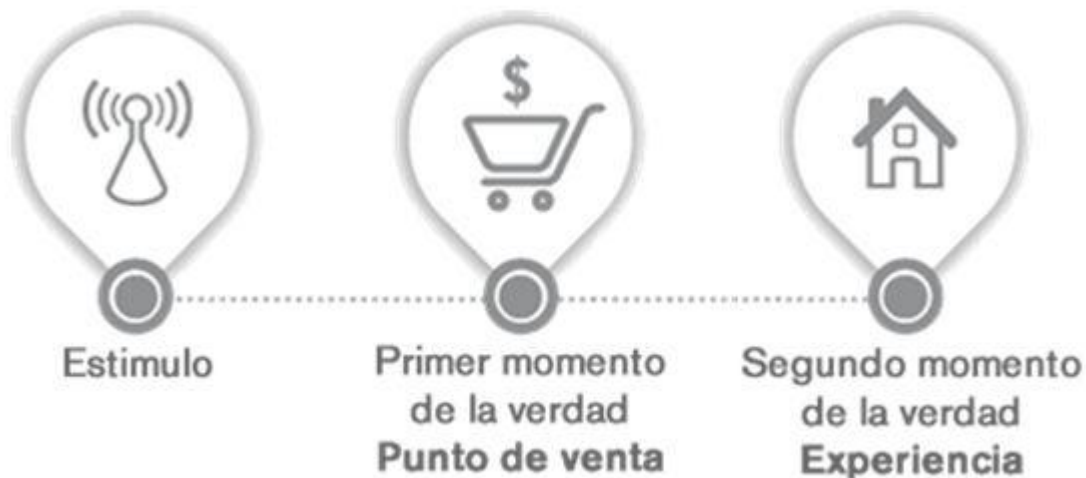 $
Estimulo
Primer momento
de la verdad
Punto de venta
Segundo momento
de la verdad
Experiencia